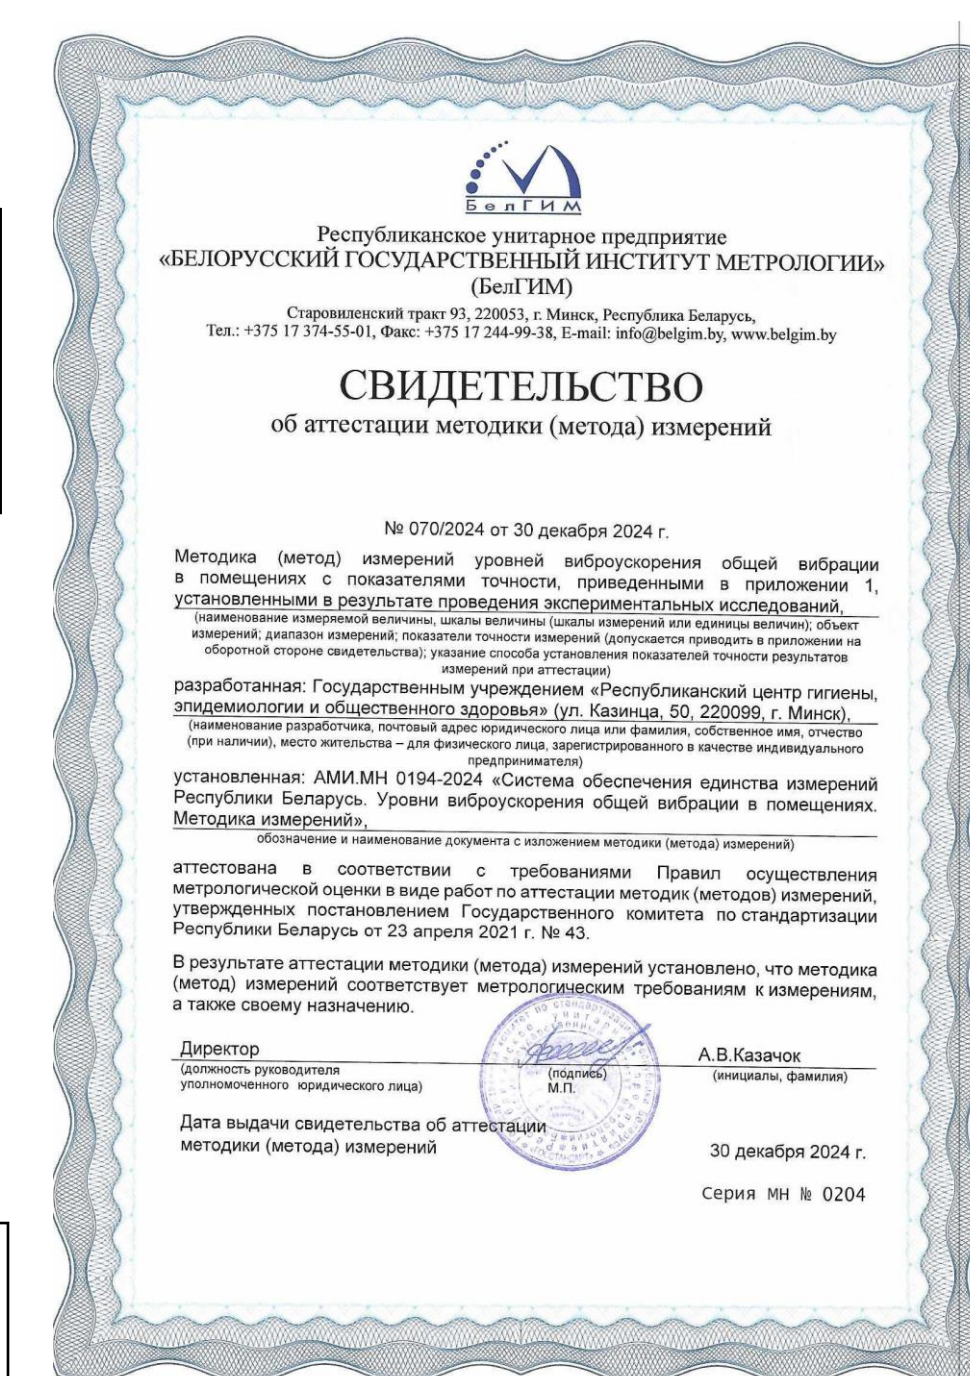 БелГИМ
Республиканское унитарное предприятие
«БЕЛОРУССКИЙ ГОСУДАРСТВЕННЫЙ ИНСТИТУТ МЕТРОЛОГИИ»
(БелГИМ)
Старовиленский тракт 93, 220053, г. Минск, Республика Беларусь,
Тел.: +375 17 374-55-01, Факс: +375 17 244-99-38, E-mail: info@belgim.by, www.belgim.by
СВИДЕТЕЛЬСТВО
об аттестации методики (метода) измерений
№ 070/2024 от 30 декабря 2024 г.
Методика (метод) измерений уровней виброускорения общей вибрации
в помещениях с показателями точности, приведенными в приложении 1,
установленными в результате проведения экспериментальных исследований,
(наименование измеряемой величины, шкалы величины (шкалы измерений или единицы величин); объект
измерений; диапазон измерений; показатели точности измерений (допускается приводить в приложении на
оборотной стороне свидетельства); указание способа установления показателей точности результатов
измерений при аттестации)
разработанная: Государственным учреждением «Республиканский центр гигиены,
эпидемиологии и общественного здоровья» (ул. Казинца, 50, 220099, г. Минск),
(наименование разработчика, почтовый адрес юридического лица или фамилия, собственное имя, отчество
(при наличии), место жительства – для физического лица, зарегистрированного в качестве индивидуального
предпринимателя)
установленная: АМИ.МН 0194-2024 «Система обеспечения единства измерений
Республики Беларусь. Уровни виброускорения общей вибрации в помещениях.
Методика измерений»,
обозначение и наименование документа с изложением методики (метода) измерений)
аттестована в соответствии с требованиями Правил осуществления
метрологической оценки в виде работ по аттестации методик (методов) измерений,
утвержденных постановлением Государственного комитета по стандартизации
Республики Беларусь от 23 апреля 2021 г. № 43.
В результате аттестации методики (метода) измерений установлено, что методика
(метод) измерений соответствует метрологическим требованиям к измерениям,
а также своему назначению.
Директор А.В.Казачок
(должность руководителя (подпись) (инициалы, фамилия)
уполномоченного юридического лица) М.П.
Дата выдачи свидетельства об аттестации
методики (метода) измерений 30 декабря 2024 г.
Серия МН № 0204